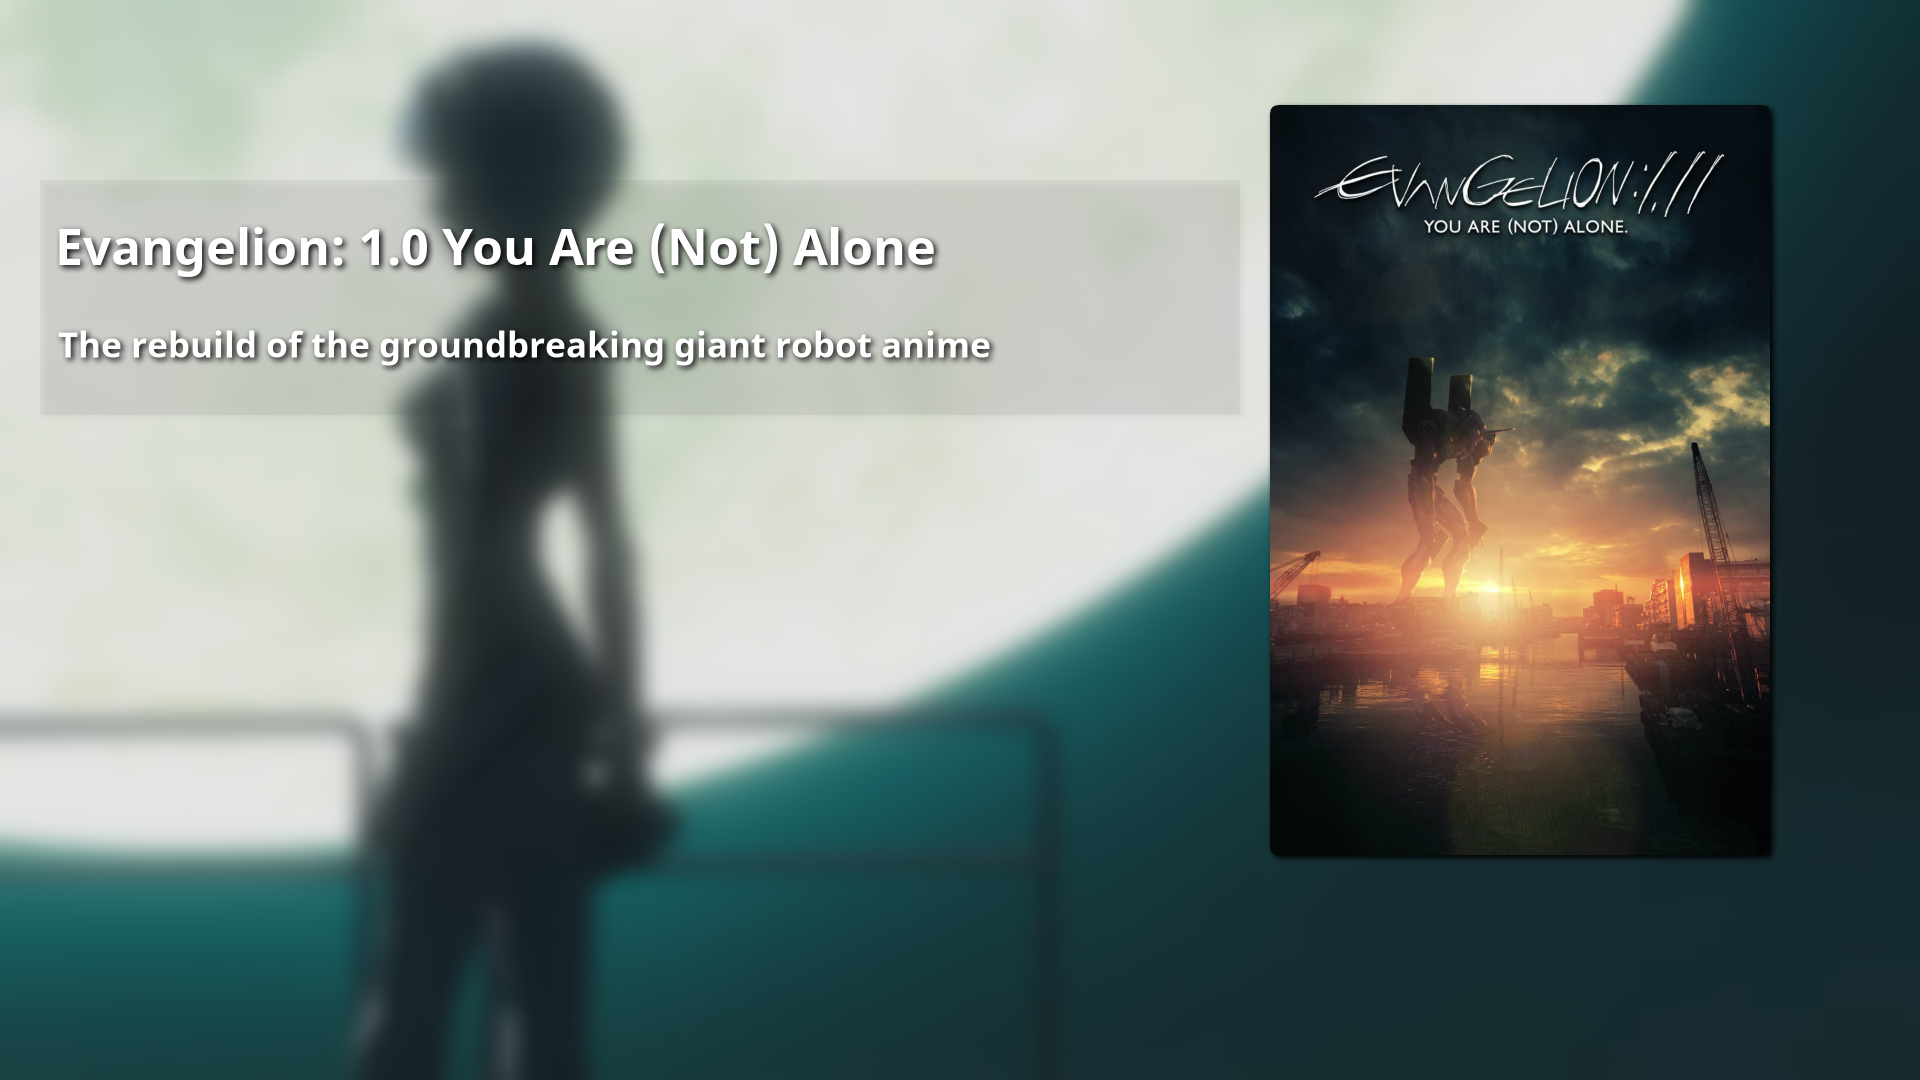 Evangelion: 1.0 You Are (Not) Alone
The rebuild of the groundbreaking giant robot anime
EVANGELION:1.11
YOU ARE (NOT) ALONE.